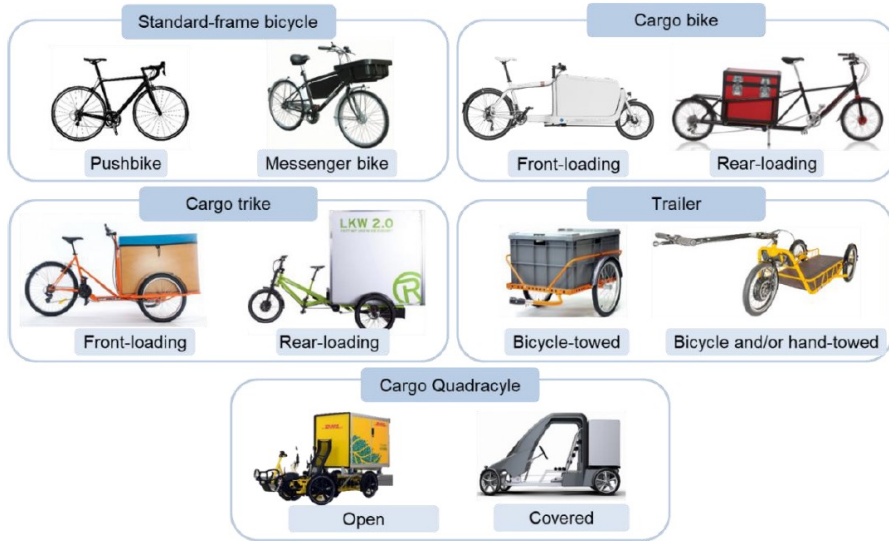 Standard-frame bicycle
Pushbike
Messenger bike
Cargo bike
Front-loading
Rear-loading
Cargo trike
LKW 2.0
R
Front-loading
Rear-loading
Trailer
Bicycle-towed
Bicycle and/or hand-towed
Cargo Quadracyle
DHL
Open
Covered